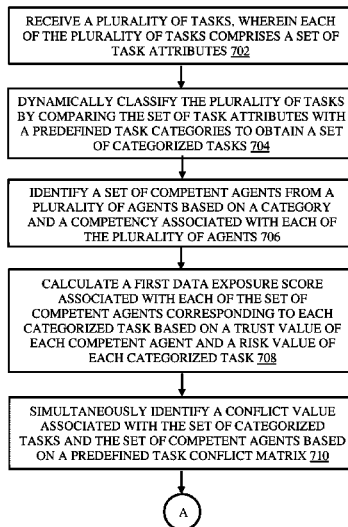 RECEIVE A PLURALITY OF TASKS, WHEREIN EACH
OF THE PLURALITY OF TASKS COMPRISES A SET OF
TASK ATTRIBUTES 702
DYNAMICALLY CLASSIFY THE PLURALITY OF TASKS
BY COMPARING THE SET OF TASK ATTRIBUTES WITH
A PREDEFINED TASK CATEGORIES TO OBTAIN A SET
OF CATEGORIZED TASKS 704
IDENTIFY A SET OF COMPETENT AGENTS FROM A
PLURALITY OF AGENTS BASED ON A CATEGORY
AND A COMPETENCY ASSOCIATED WITH EACH OF
THE PLURALITY OF AGENTS 706
CALCULATE A FIRST DATA EXPOSURE SCORE
ASSOCIATED WITH EACH OF THE SET OF
COMPETENT AGENTS CORRESPONDING TO EACH
CATEGORIZED TASK BASED ON A TRUST VALUE OF
EACH COMPETENT AGENT AND A RISK VALUE OF
EACH CATEGORIZED TASK 708
SIMULTANEOUSLY IDENTIFY A CONFLICT VALUE
ASSOCIATED WITH THE SET OF CATEGORIZED
TASKS AND THE SET OF COMPETENT AGENTS BASED
ON A PREDEFINED TASK CONFLICT MATRIX 710
A